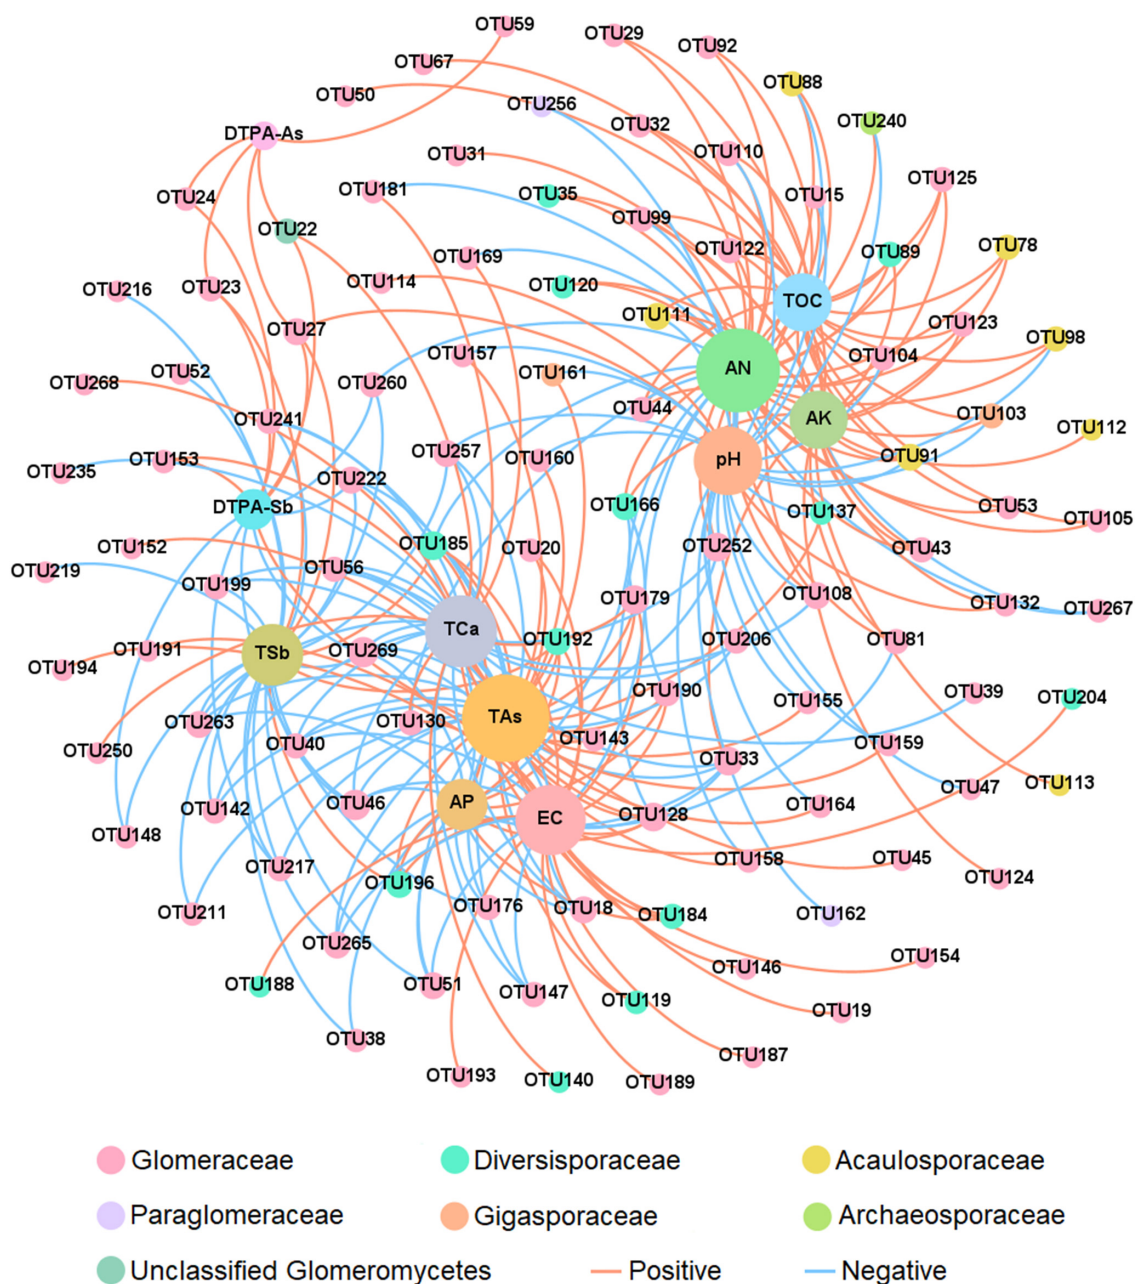 OTU59
OTU29
OTU92
OTU67
OTU88
OTU50
OTU256
OTU240
OTU32
DTPA-As
OTU110
OTU31
OTU125
OTU181
OTU35
OTU15
OTU24
OTU99
OTU22
OTU122
OTU89
OTU78
OTU169
OTU114
OTU120
OTU216
OTU23
TOC
OTU111
OTU123
OTU27
OTU98
OTU157
OTU104
AN
OTU161
OTU52
OTU268
OTU260
OTU44
OTU241
AK
OTU103
OTU112
OTU257
OTU160
pH
OTU91
OTU235
OTU153
OTU222
DTPA-Sb
OTU166
OTU137
OTU53
OTU105
OTU152
OTU185
OTU20
OTU252
OTU43
OTU219
OTU199
OTU56
OTU179
OTU108
OTU132
OTU267
TCa
OTU192
OTU206
OTU81
OTU191
TSb
OTU269
OTU194
OTU190
OTU155
OTU39
OTU204
OTU263
OTU130
TAs
OTU143
OTU250
OTU40
OTU159
OTU33
OTU113
OTU47
OTU142
OTU46
AP
EC
OTU128
OTU164
OTU148
OTU217
OTU158
OTU45
OTU196
OTU124
OTU211
OTU176
OTU18
OTU184
OTU162
OTU265
OTU154
OTU188
OTU51
OTU147
OTU146
OTU119
OTU19
OTU38
OTU187
OTU193
OTU140
OTU189
Glomeraceae Diversisporaceae Acaulosporaceae
Paraglomeraceae Gigasporaceae Archaeosporaceae
Unclassified Glomeromycetes Positive Negative